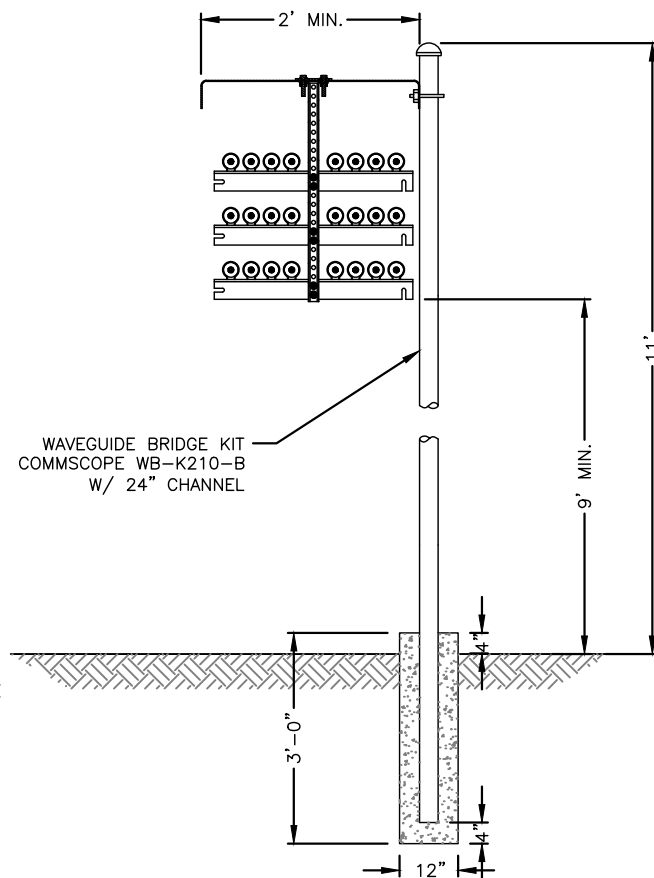 2' MIN.
11'
WAVEGUIDE BRIDGE KIT
COMMSCOPE WB-K210-B
W/ 24" CHANNEL
9' MIN.
4"
3'-0"
4"
12"